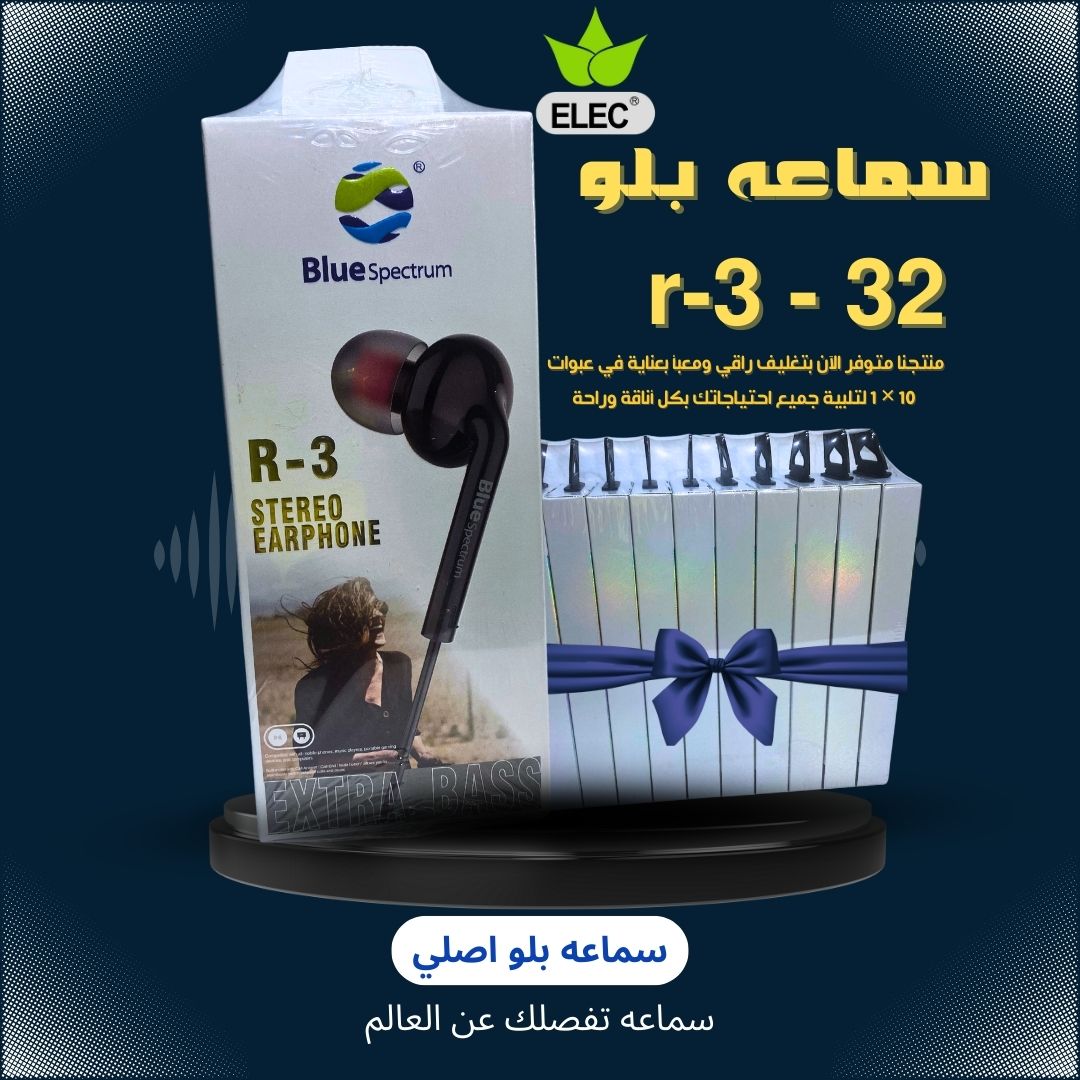 ELEC®
سماعه بلو
r-3 - 32
منتجنا متوفر الآن بتغليف راقي ومعبأ بعناية في عبوات
10 × 1 لتلبية جميع احتياجاتك بكل أناقة وراحة
®
Blue Spectrum
R-3
STEREO
EARPHONE
Blue Spectrum
EXTRA BASS
سماعه بلو اصلي
سماعه تفصلك عن العالم